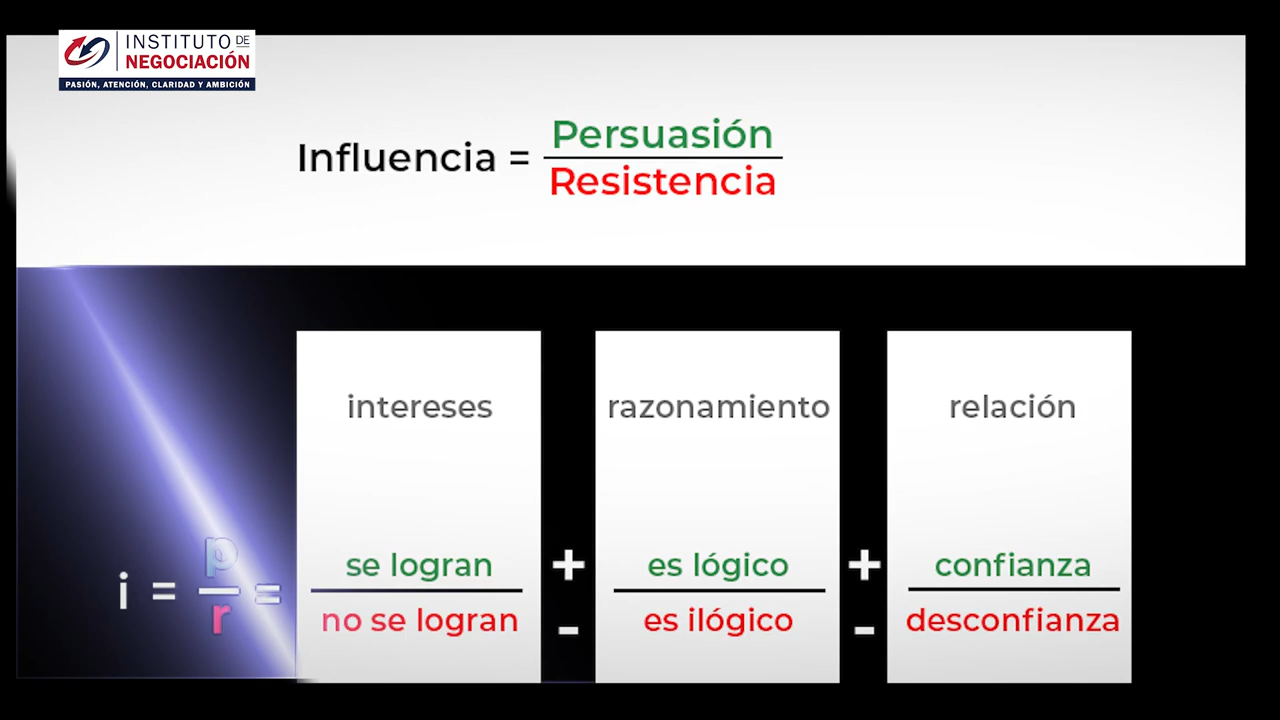 INSTITUTO DE
NEGOCIACIÓN
PASIÓN, ATENCIÓN, CLARIDAD Y AMBICIÓN
Influencia = Persuasión
Resistencia
intereses razonamiento relación
i = p =
r
se logran + es lógico + confianza
no se logran - es ilógico - desconfianza